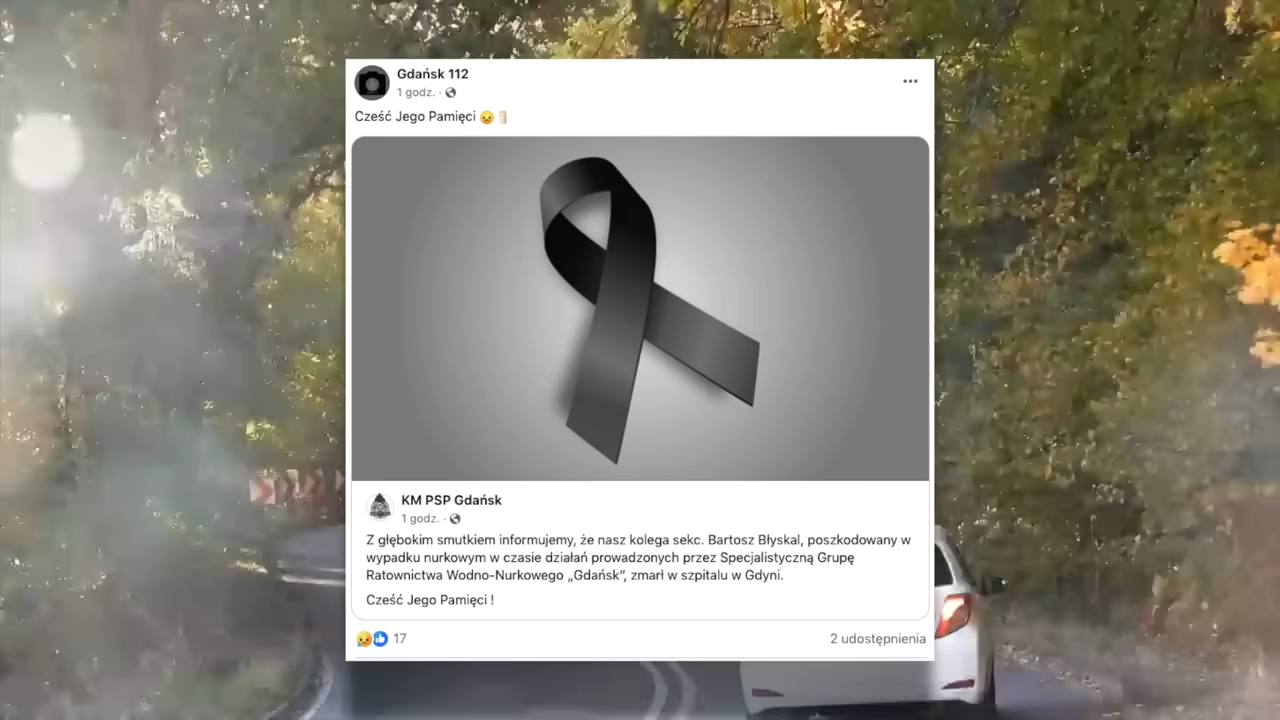 Gdańsk 112
1 godz. ·
Cześć Jego Pamięci
KM PSP Gdańsk
1 godz. ·
Z głębokim smutkiem informujemy, że nasz kolega sekc. Bartosz Błyskal, poszkodowany w
wypadku nurkowym w czasie działań prowadzonych przez Specjalistyczną Grupę
Ratownictwa Wodno-Nurkowego „Gdańsk”, zmarł w szpitalu w Gdyni.
Cześć Jego Pamięci !
17
2 udostępnienia